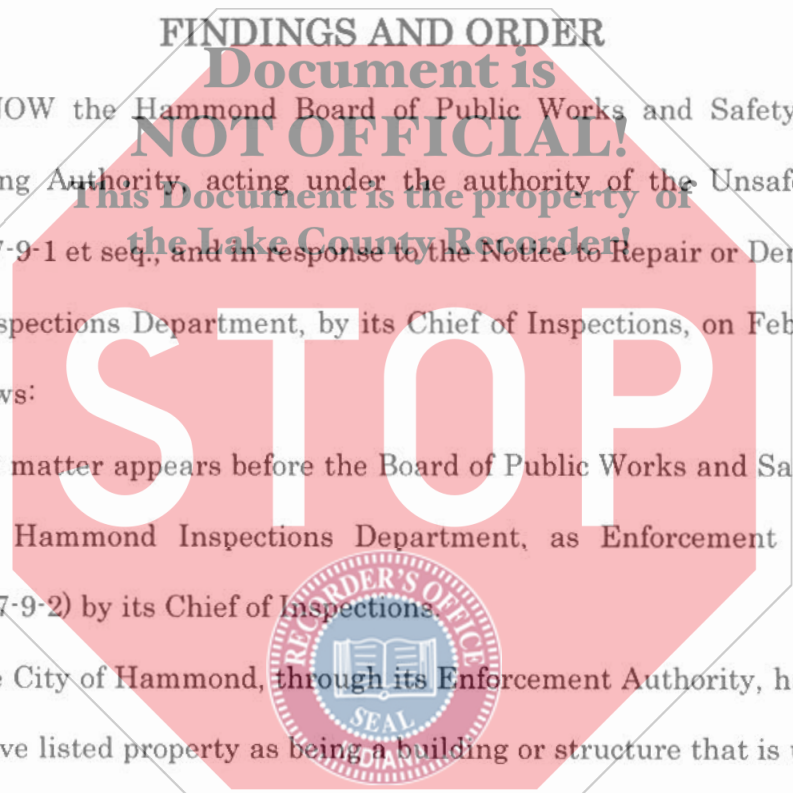 FINDINGS AND ORDER
Document is
NOW the Hammond Board of Public Works and Safety
NOT OFFICIAL!
ng Authority, acting under the authority of the Unsaf
This Document is the property of
7-9-1 et seq., and in response to the Notice to Repair or Der
the Lake County Recorder!
spections Department, by its Chief of Inspections, on Feb
STOP
ws:
matter appears before the Board of Public Works and Sa
Hammond Inspections Department, as Enforcement
7-9-2) by its Chief of Inspections.
RECORDER'S OFFICE
e City of Hammond, through its Enforcement Authority, h
SEAL
ve listed property as being a building or structure that is
INDIANA